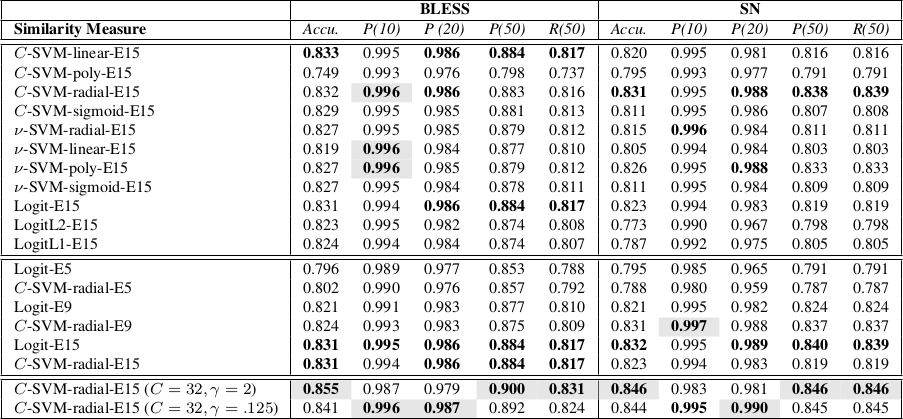 BLESS SN
Similarity Measure Accu. P(10) P (20) P(50) R(50) Accu. P(10) P(20) P(50) R(50)
C-SVM-linear-E15 0.833 0.995 0.986 0.884 0.817 0.820 0.995 0.981 0.816 0.816
C-SVM-poly-E15 0.749 0.993 0.976 0.798 0.737 0.795 0.993 0.977 0.791 0.791
C-SVM-radial-E15 0.832 0.996 0.986 0.883 0.816 0.831 0.995 0.988 0.838 0.839
C-SVM-sigmoid-E15 0.829 0.995 0.985 0.881 0.813 0.811 0.995 0.986 0.807 0.808
ν-SVM-radial-E15 0.827 0.995 0.985 0.879 0.812 0.815 0.996 0.984 0.811 0.811
ν-SVM-linear-E15 0.819 0.996 0.984 0.877 0.810 0.805 0.994 0.984 0.803 0.803
ν-SVM-poly-E15 0.827 0.996 0.985 0.879 0.812 0.826 0.995 0.988 0.833 0.833
ν-SVM-sigmoid-E15 0.827 0.995 0.984 0.878 0.811 0.811 0.995 0.984 0.809 0.809
Logit-E15 0.831 0.994 0.986 0.884 0.817 0.823 0.994 0.983 0.819 0.819
LogitL2-E15 0.823 0.995 0.982 0.874 0.808 0.773 0.990 0.967 0.798 0.798
LogitL1-E15 0.824 0.994 0.984 0.874 0.807 0.787 0.992 0.975 0.805 0.805
Logit-E5 0.796 0.989 0.977 0.853 0.788 0.795 0.985 0.965 0.791 0.791
C-SVM-radial-E5 0.802 0.990 0.976 0.857 0.792 0.788 0.980 0.959 0.787 0.787
Logit-E9 0.821 0.991 0.983 0.877 0.810 0.821 0.995 0.982 0.824 0.824
C-SVM-radial-E9 0.824 0.993 0.983 0.875 0.809 0.831 0.997 0.988 0.837 0.837
Logit-E15 0.831 0.995 0.986 0.884 0.817 0.832 0.995 0.989 0.840 0.839
C-SVM-radial-E15 0.831 0.994 0.986 0.884 0.817 0.823 0.994 0.983 0.819 0.819
C-SVM-radial-E15 (C = 32, γ = 2) 0.855 0.987 0.979 0.900 0.831 0.846 0.983 0.981 0.846 0.846
C-SVM-radial-E15 (C = 32, γ = .125) 0.841 0.996 0.987 0.892 0.824 0.844 0.995 0.990 0.845 0.845